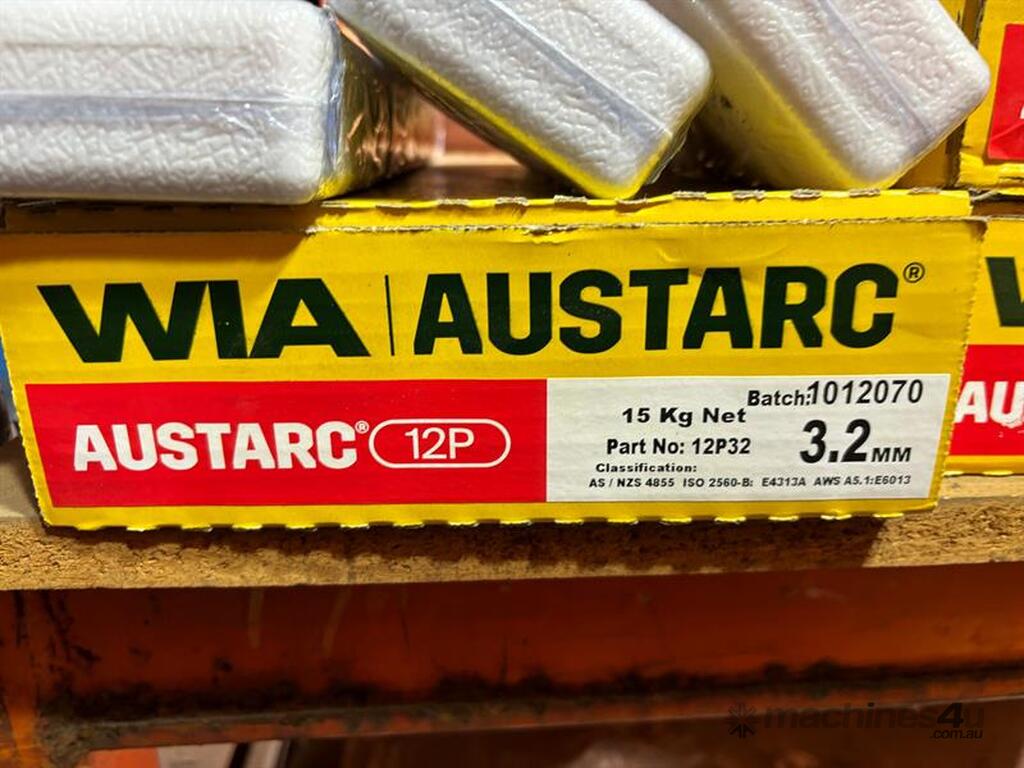 WIA | AUSTARC®
AUSTARC® 12P
Batch:1012070
15 Kg Net
Part No: 12P32
3.2MM
Classification:
AS / NZS 4855 ISO 2560-B: E4313A AWS A5.1:E6013
AU
machines4u
.com.au